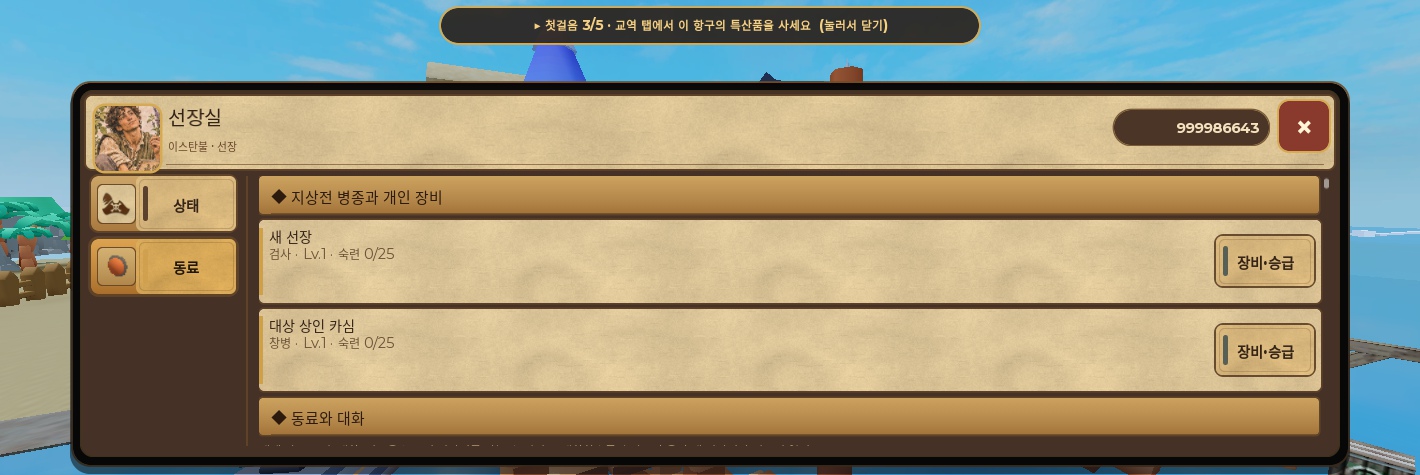 ▸ 첫걸음 3/5 · 교역 탭에서 이 항구의 특산품을 사세요 (눌러서 닫기)
선장실
이스탄불 · 선장
999986643
×
상태
동료
◆ 지상전 병종과 개인 장비
새 선장
검사 · Lv.1 · 숙련 0/25
장비·승급
대상 상인 카심
창병 · Lv.1 · 숙련 0/25
장비·승급
◆ 동료와 대화